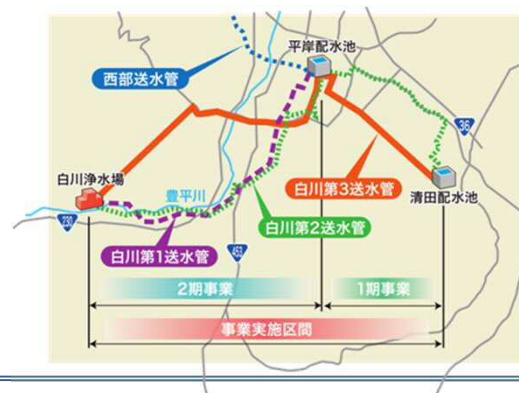 平岸配水池
西部送水管
36
白川浄水場
豊平川
白川第3送水管
清田配水池
230
白川第2送水管
白川第1送水管
453
2期事業
1期事業
事業実施区間